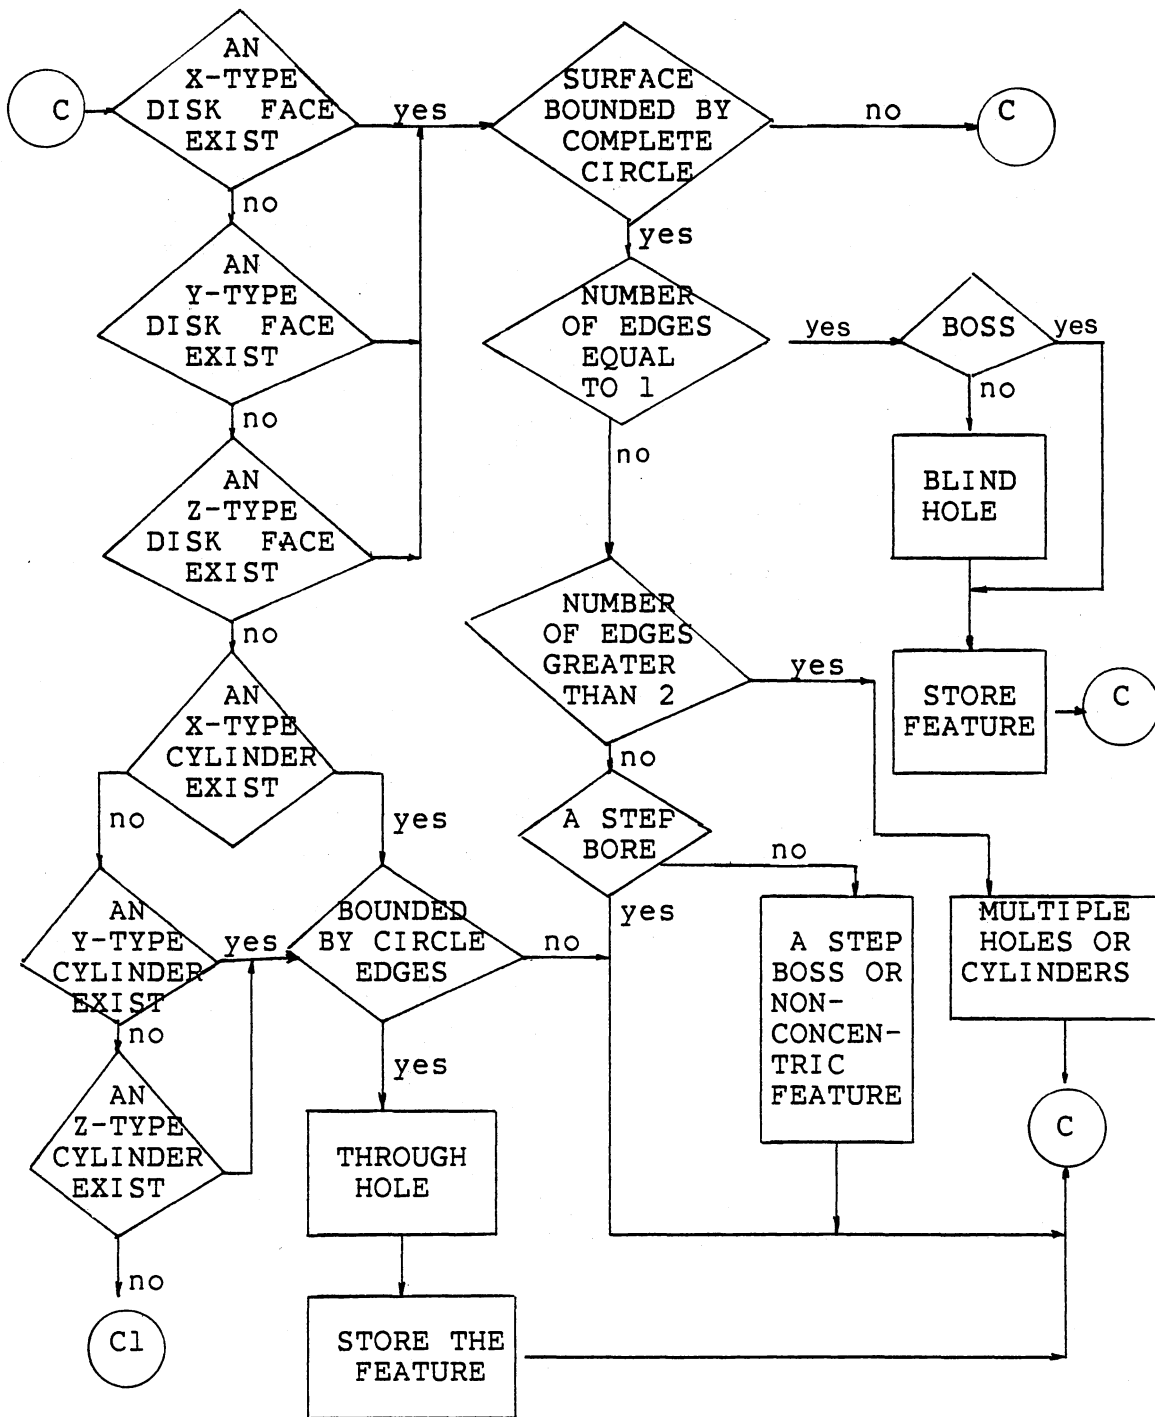 C
AN
X-TYPE
DISK FACE
EXIST
yes
SURFACE
BOUNDED BY
COMPLETE
CIRCLE
no
C
no
yes
AN
Y-TYPE
DISK FACE
EXIST
NUMBER
OF EDGES
EQUAL
TO 1
yes
BOSS
yes
no
no
no
BLIND
HOLE
AN
Z-TYPE
DISK FACE
EXIST
no
NUMBER
OF EDGES
GREATER
THAN 2
yes
STORE
FEATURE
C
AN
X-TYPE
CYLINDER
EXIST
no
yes
no
A STEP
BORE
no
yes
AN
Y-TYPE
CYLINDER
EXIST
yes
BOUNDED
BY CIRCLE
EDGES
no
A STEP
BOSS OR
NON-
CONCEN-
TRIC
FEATURE
MULTIPLE
HOLES OR
CYLINDERS
no
yes
C
AN
Z-TYPE
CYLINDER
EXIST
THROUGH
HOLE
no
C1
STORE THE
FEATURE